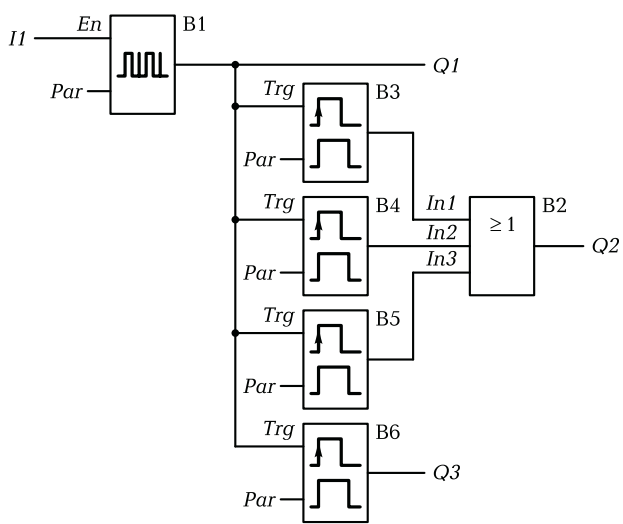 En
B1
I1
Par
Q1
Trg
B3
Par
Trg
B4
In1
B2
≥ 1
In2
Q2
In3
Par
Trg
B5
Par
Trg
B6
Q3
Par